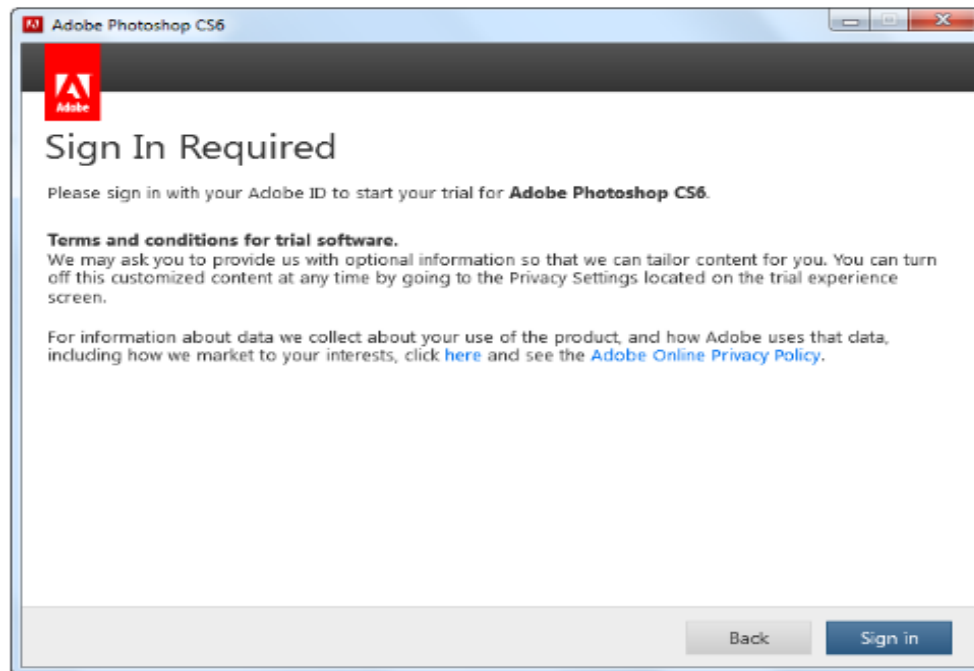 Adobe Photoshop CS6
Adobe
Sign In Required
Please sign in with your Adobe ID to start your trial for Adobe Photoshop CS6.
Terms and conditions for trial software.
We may ask you to provide us with optional information so that we can tailor content for you. You can turn
off this customized content at any time by going to the Privacy Settings located on the trial experience
screen.
For information about data we collect about your use of the product, and how Adobe uses that data,
including how we market to your interests, click here and see the Adobe Online Privacy Policy.
Back Sign in